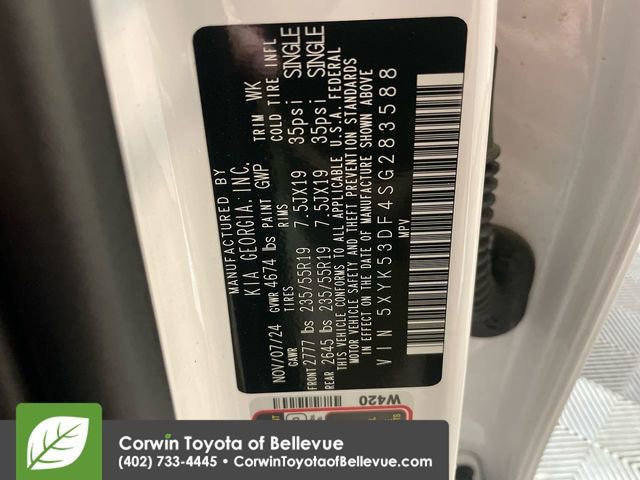 MANUFACTURED BY
KIA GEORGIA, INC.
NOV/07/24 GVWR 4674 lbs PAINT GWP TRIM WK
GAWR TIRES RIMS COLD TIRE INFL
FRONT 2777 lbs 235/55R19 7.5JX19 35psi SINGLE
REAR 2645 lbs 235/55R19 7.5JX19 35psi SINGLE
THIS VEHICLE CONFORMS TO ALL APPLICABLE U.S.A. FEDERAL
MOTOR VEHICLE SAFETY AND THEFT PREVENTION STANDARDS
IN EFFECT ON THE DATE OF MANUFACTURE SHOWN ABOVE
VIN 5XYK53DF4SG283588
MPV
W420
Corwin Toyota of Bellevue
(402) 733-4445 • CorwinToyotaofBellevue.com